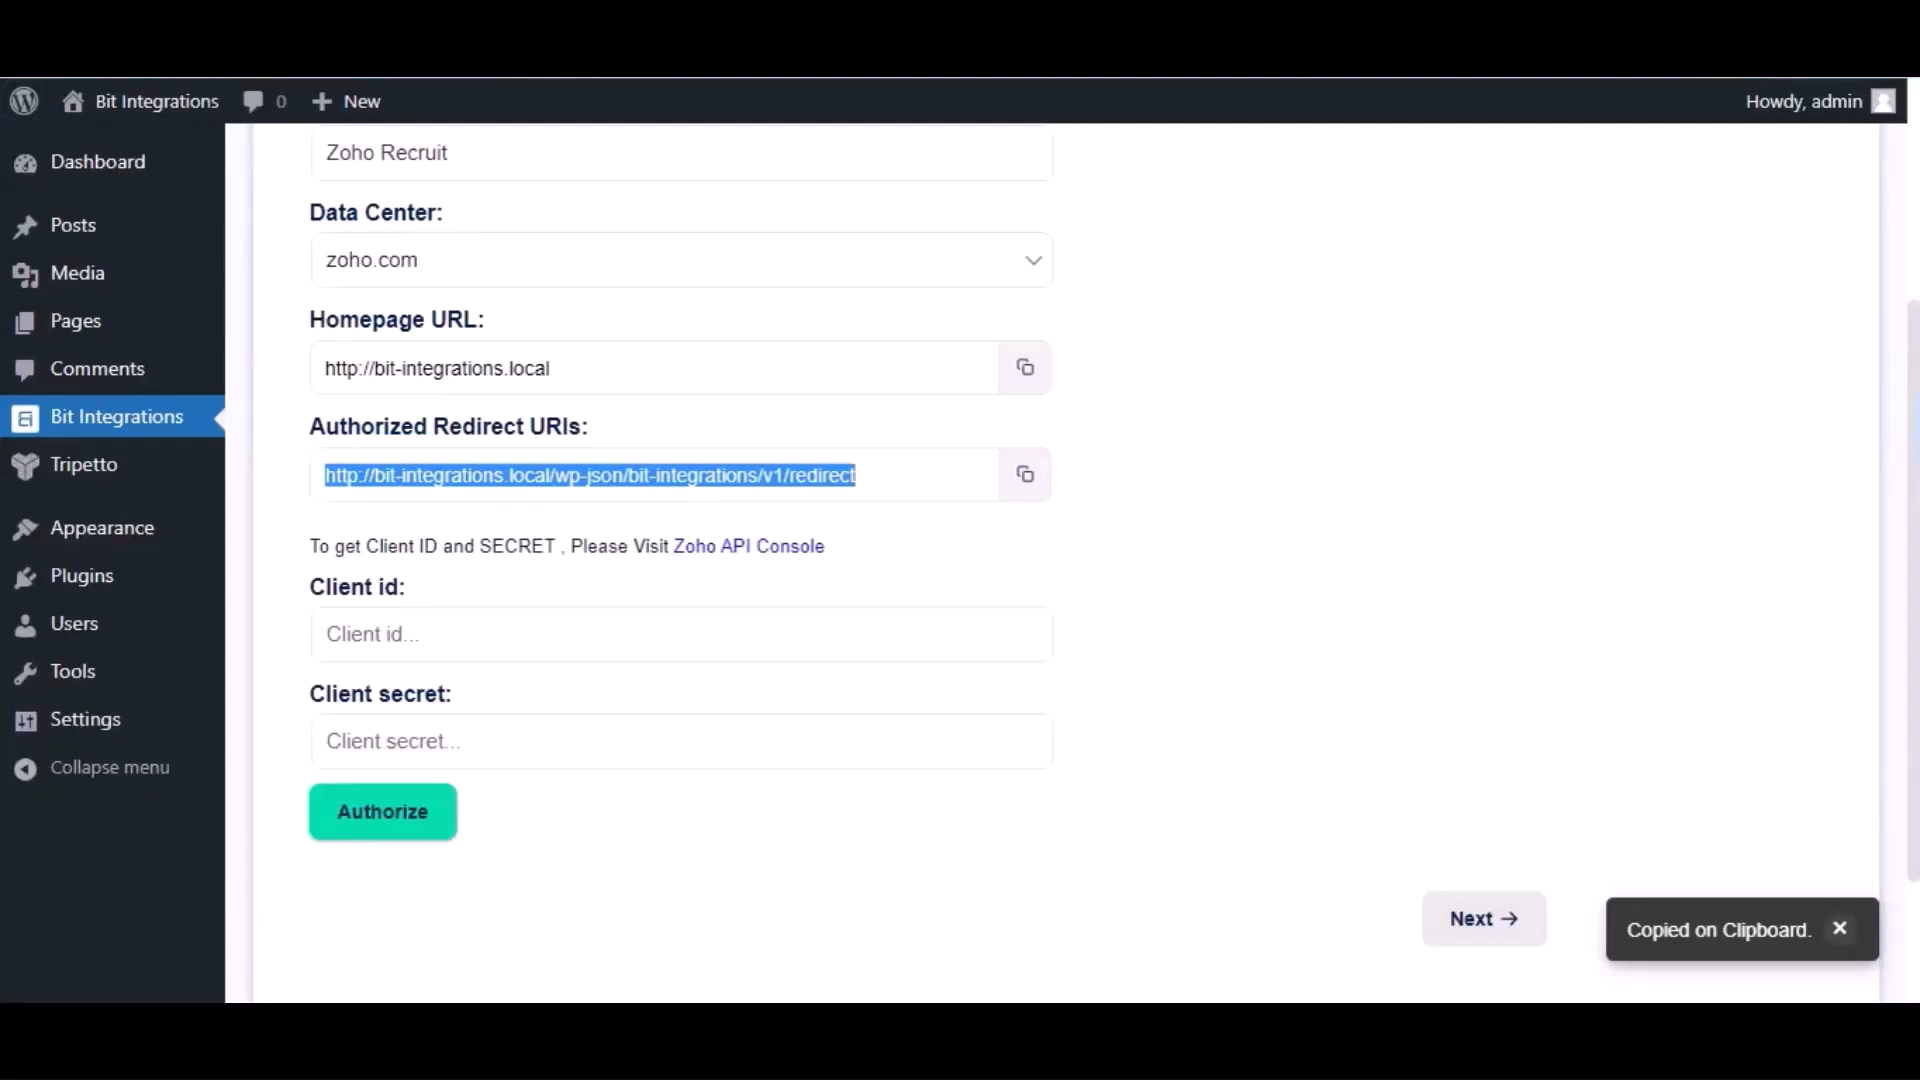 Bit Integrations 0 New Howdy, admin
Dashboard
Posts
Media
Pages
Comments
Bit Integrations
Tripetto
Appearance
Plugins
Users
Tools
Settings
Collapse menu
Zoho Recruit
Data Center:
zoho.com
Homepage URL:
http://bit-integrations.local
Authorized Redirect URIs:
http://bit-integrations.local/wp-json/bit-integrations/v1/redirect
To get Client ID and SECRET , Please Visit Zoho API Console
Client id:
Client id...
Client secret:
Client secret...
Authorize
Next →
Copied on Clipboard. ✕